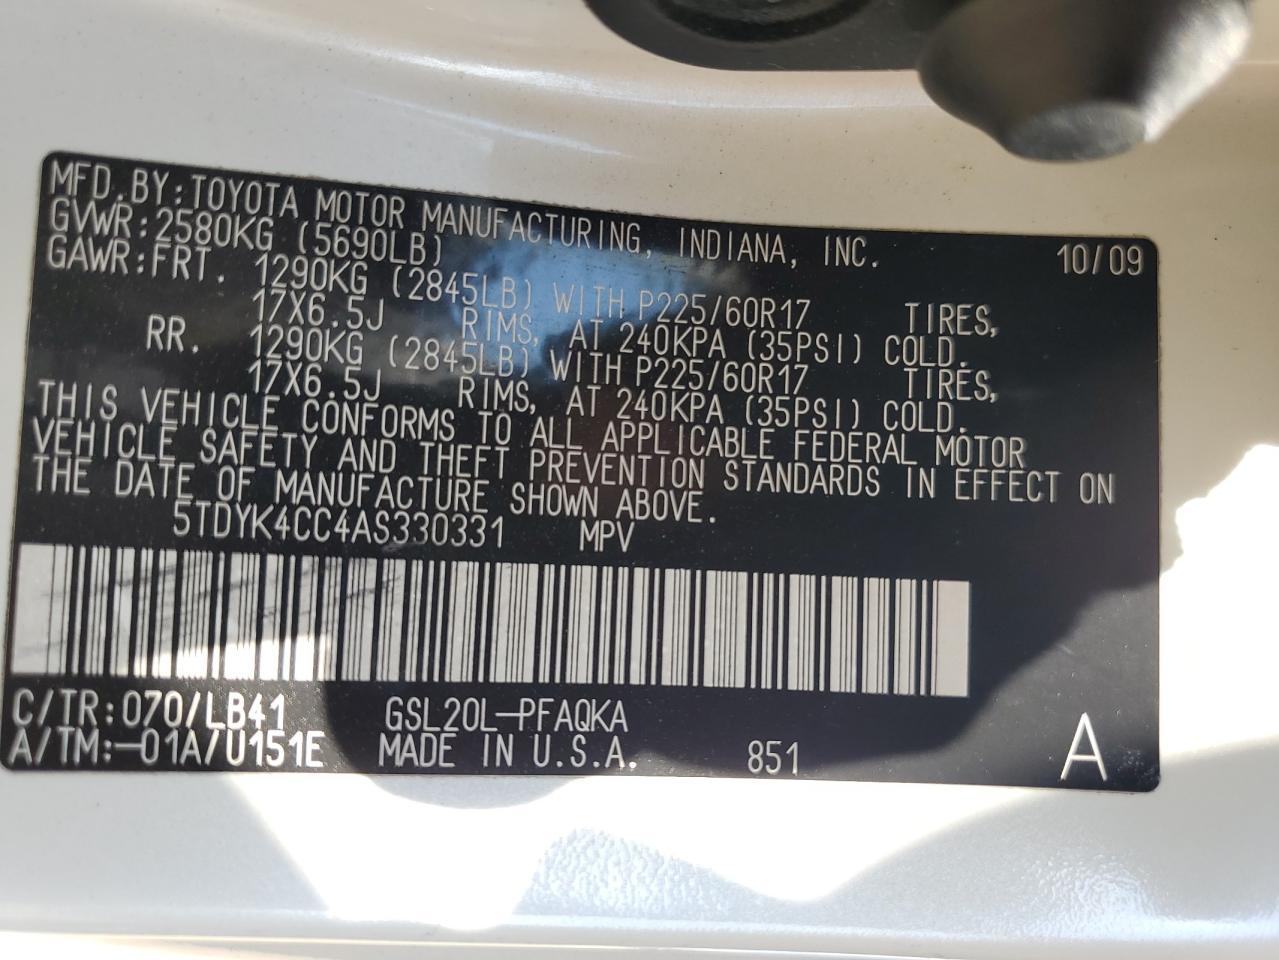 MFD.BY:TOYOTA MOTOR MANUFACTURING, INDIANA, INC. 10/09
GVWR:2580KG (5690LB)
GAWR:FRT. 1290KG (2845LB) WITH P225/60R17 TIRES,
17X6.5J RIMS, AT 240KPA (35PSI) COLD.
RR. 1290KG (2845LB) WITH P225/60R17 TIRES,
17X6.5J RIMS, AT 240KPA (35PSI) COLD.
THIS VEHICLE CONFORMS TO ALL APPLICABLE FEDERAL MOTOR
VEHICLE SAFETY AND THEFT PREVENTION STANDARDS IN EFFECT ON
THE DATE OF MANUFACTURE SHOWN ABOVE.
5TDYK4CC4AS330331 MPV
C/TR:070/LB41 GSL20L-PFAQKA
A/TM:-01A/U151E MADE IN U.S.A. 851 A